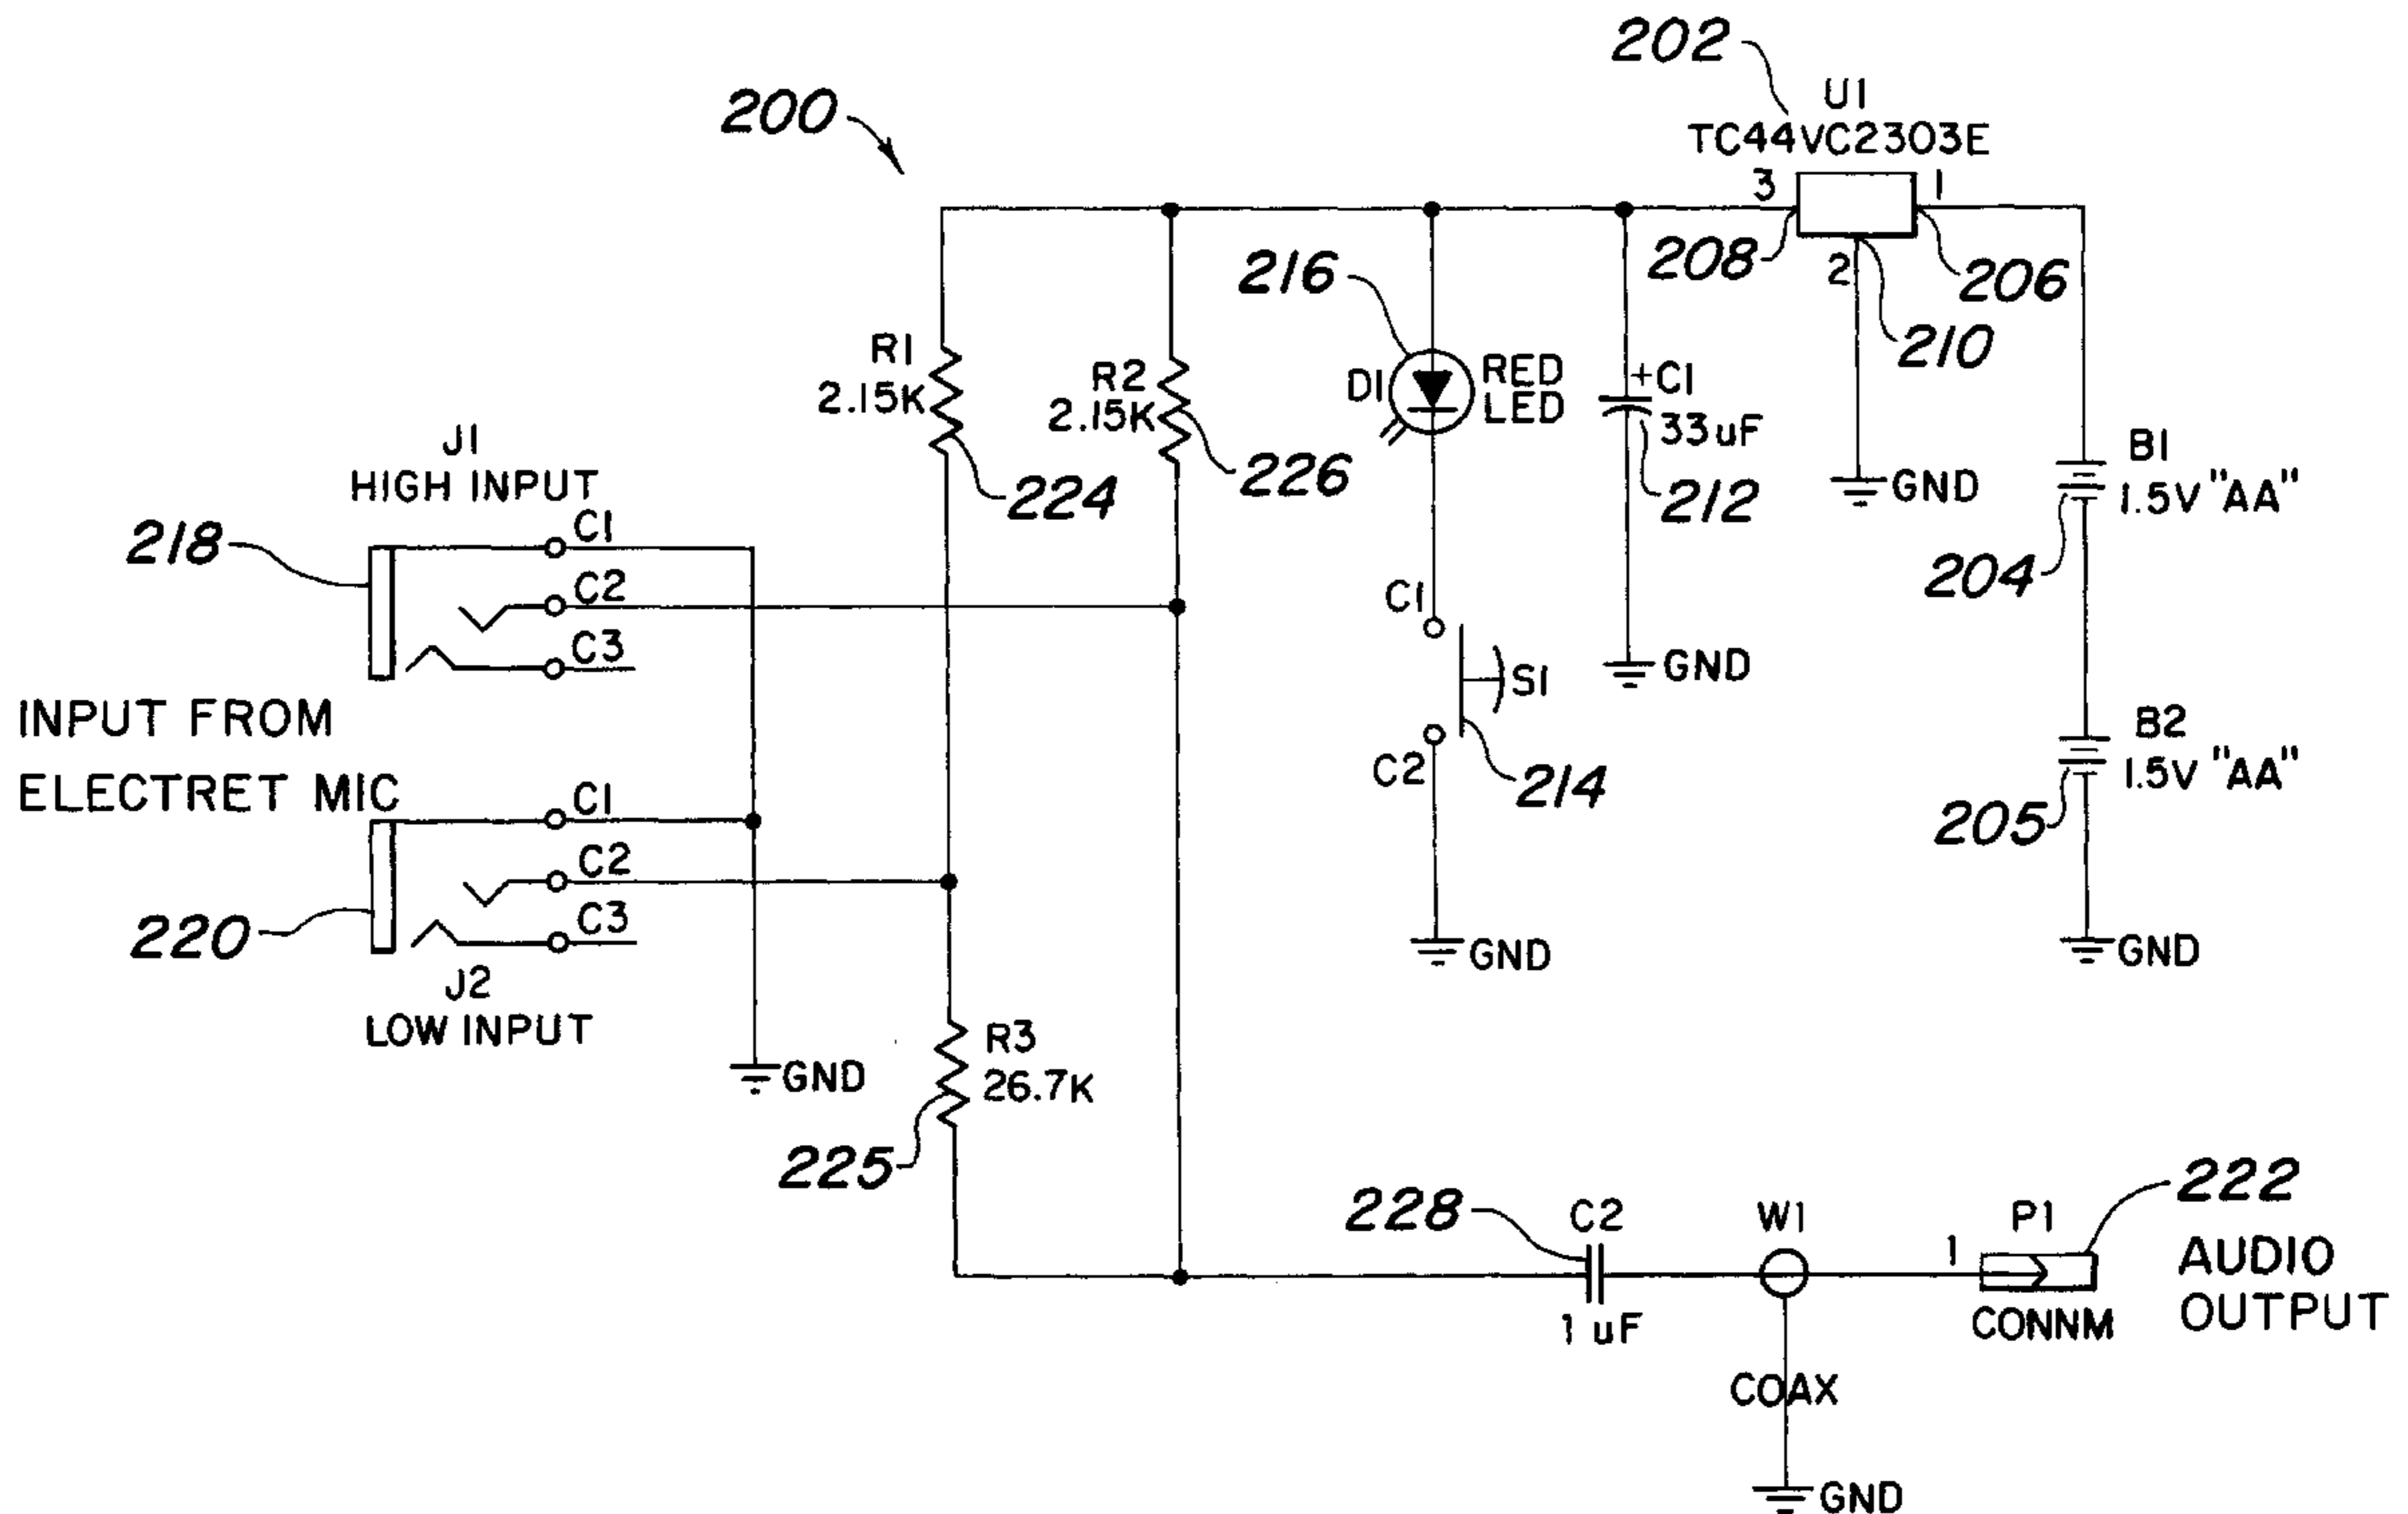 202
200
U1
TC44VC2303E
3
1
208
2
206
210
216
R1
2.15K
R2
2.15K
D1
RED
LED
+C1
33uF
224
226
212
GND
B1
1.5V "AA"
204
J1
HIGH INPUT
218
C1
C2
C3
C1
S1
C2
214
GND
B2
1.5V "AA"
205
INPUT FROM
ELECTRET MIC
C1
C2
C3
220
J2
LOW INPUT
GND
GND
GND
R3
26.7K
225
228
C2
1 uF
W1
1
P1
222
AUDIO
OUTPUT
CONNM
COAX
GND